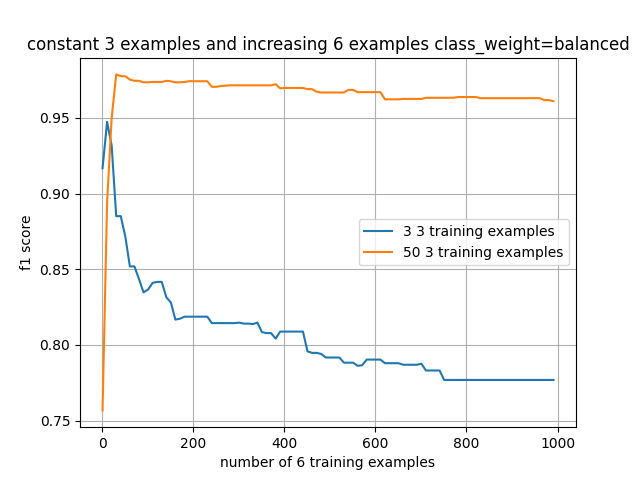 constant 3 examples and increasing 6 examples class_weight=balanced
f1 score
0.95
0.90
0.85
0.80
0.75
3 3 training examples
50 3 training examples
0 200 400 600 800 1000
number of 6 training examples